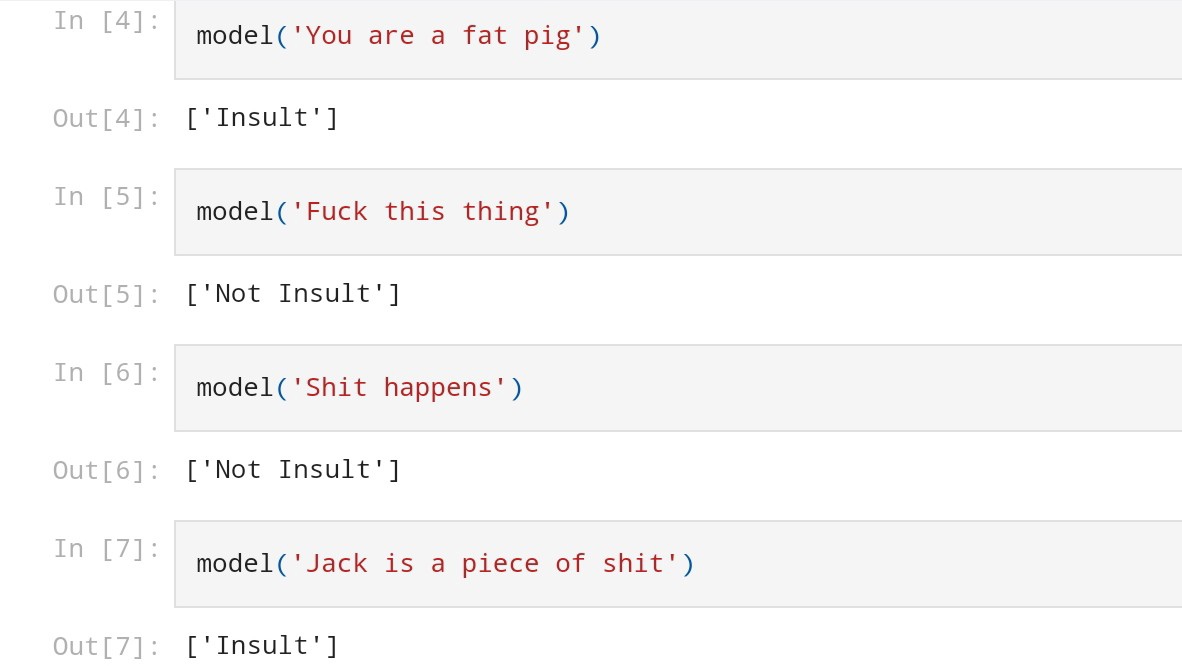 In [4]:
model('You are a fat pig')
Out[4]:
['Insult']
In [5]:
model('Fuck this thing')
Out[5]:
['Not Insult']
In [6]:
model('Shit happens')
Out[6]:
['Not Insult']
In [7]:
model('Jack is a piece of shit')
Out[7]:
['Insult']